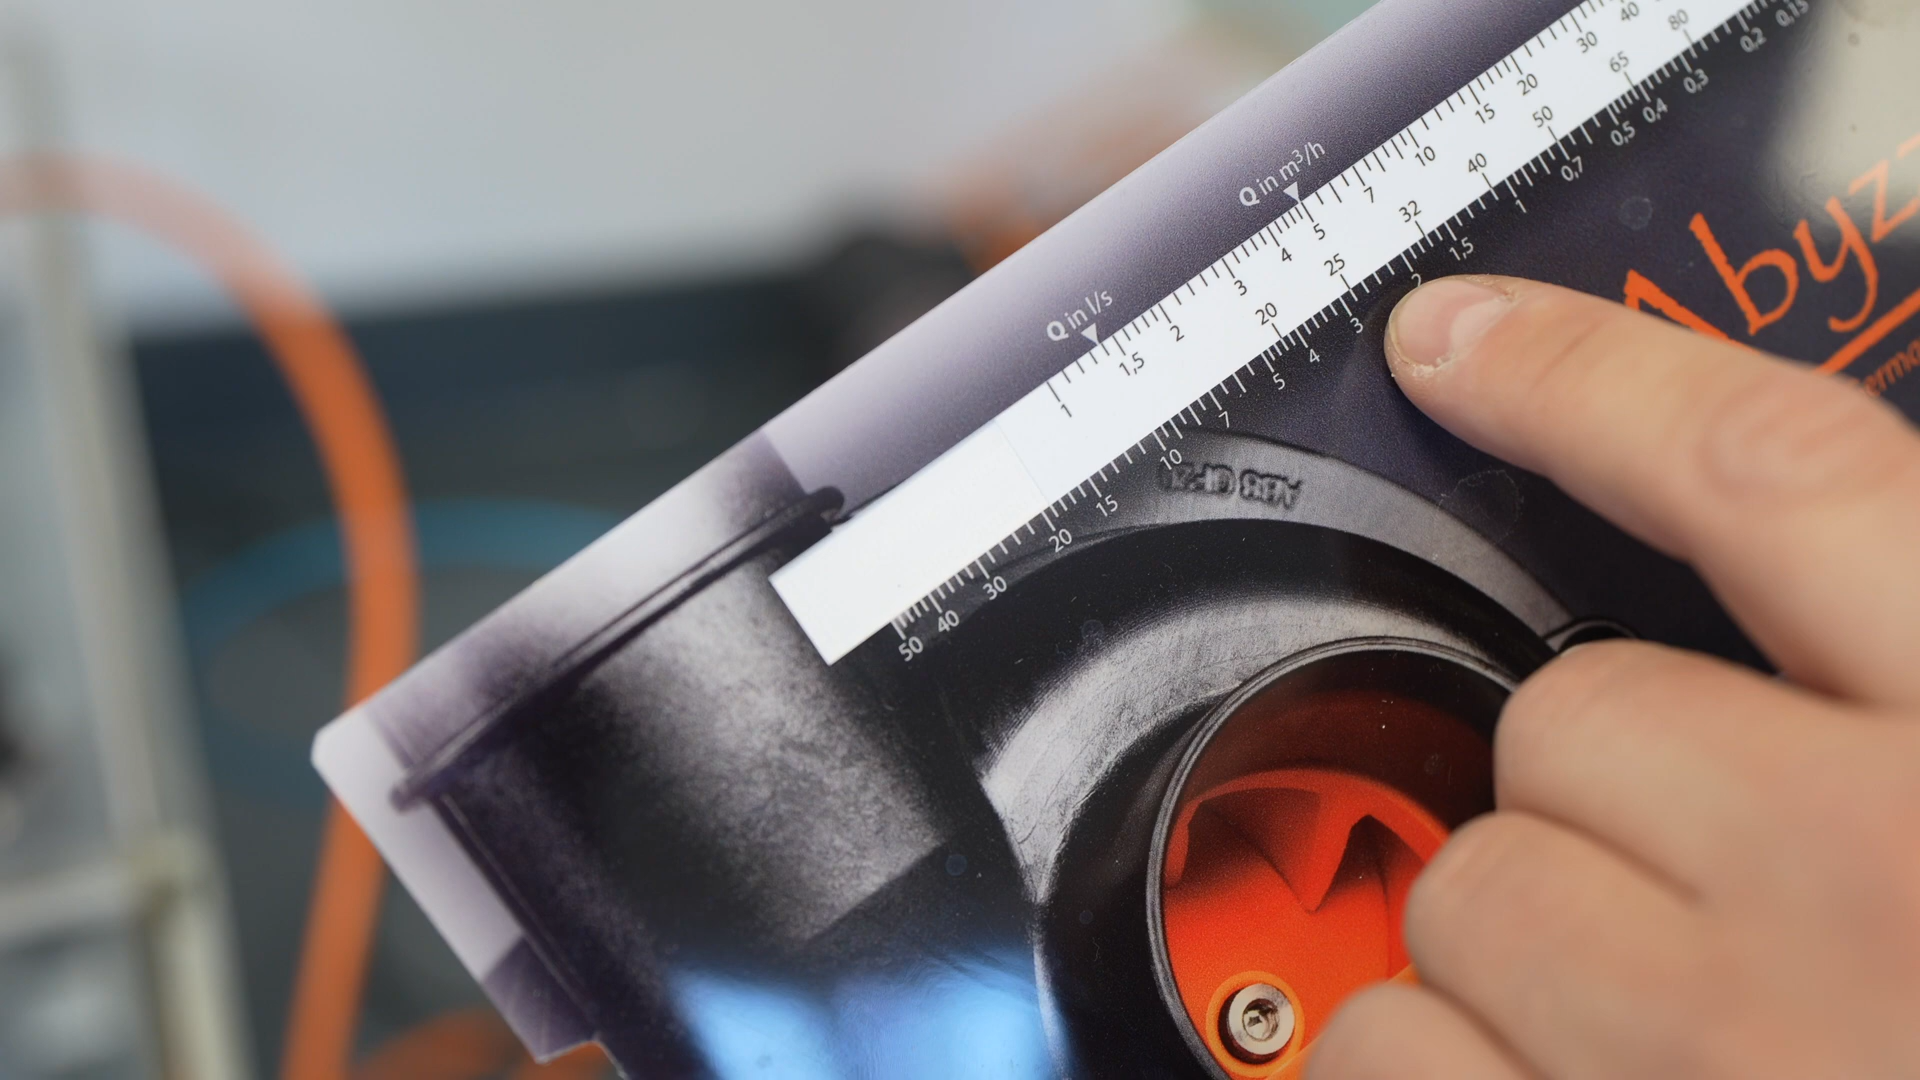 Q in m³/h
Q in l/s
1 1,5 2 3 4 5 7 10 15 20 30 40
20 25 32 40 50 65 80
50 40 30 20 15 10 7 5 4 3 2 1,5 1 0,7 0,5 0,4 0,3 0,2 0,15
Abyz